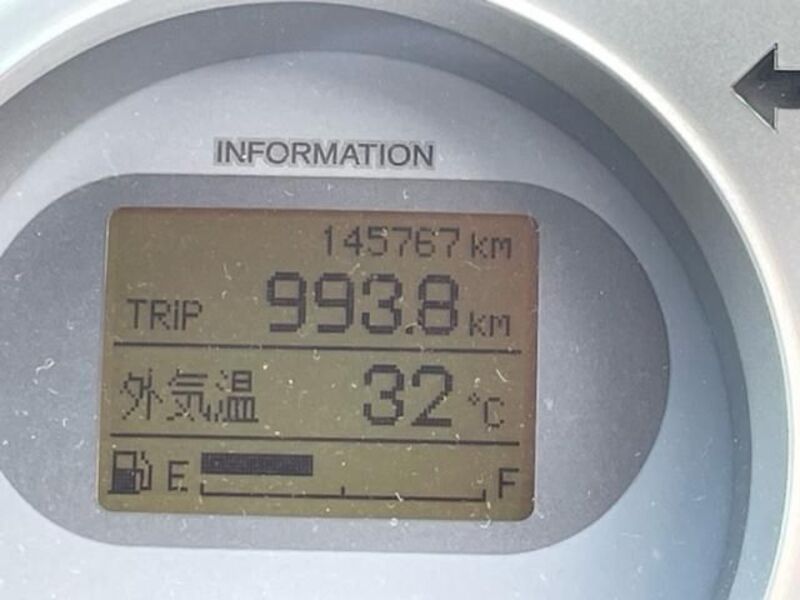 INFORMATION
145767 km
TRIP 993.8 km
外気温 32 °C
E F